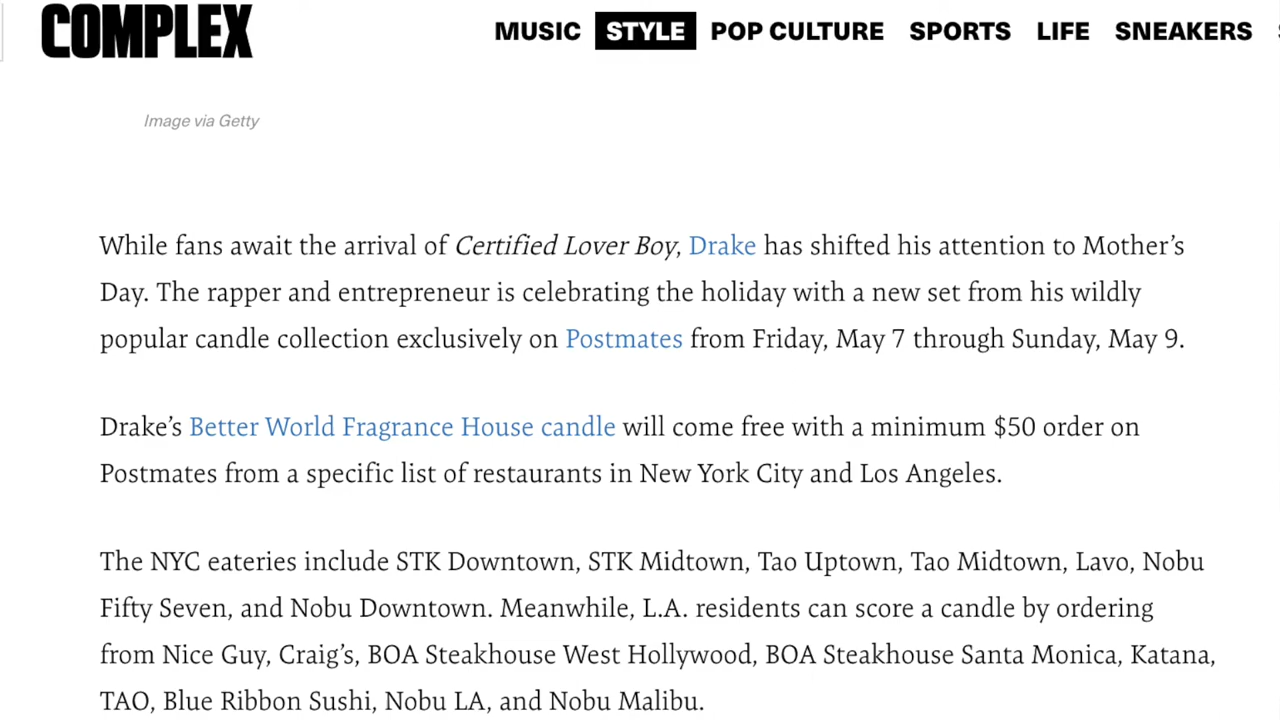 COMPLEX
MUSIC STYLE POP CULTURE SPORTS LIFE SNEAKERS
Image via Getty
While fans await the arrival of Certified Lover Boy, Drake has shifted his attention to Mother’s
Day. The rapper and entrepreneur is celebrating the holiday with a new set from his wildly
popular candle collection exclusively on Postmates from Friday, May 7 through Sunday, May 9.
Drake’s Better World Fragrance House candle will come free with a minimum $50 order on
Postmates from a specific list of restaurants in New York City and Los Angeles.
The NYC eateries include STK Downtown, STK Midtown, Tao Uptown, Tao Midtown, Lavo, Nobu
Fifty Seven, and Nobu Downtown. Meanwhile, L.A. residents can score a candle by ordering
from Nice Guy, Craig’s, BOA Steakhouse West Hollywood, BOA Steakhouse Santa Monica, Katana,
TAO, Blue Ribbon Sushi, Nobu LA, and Nobu Malibu.